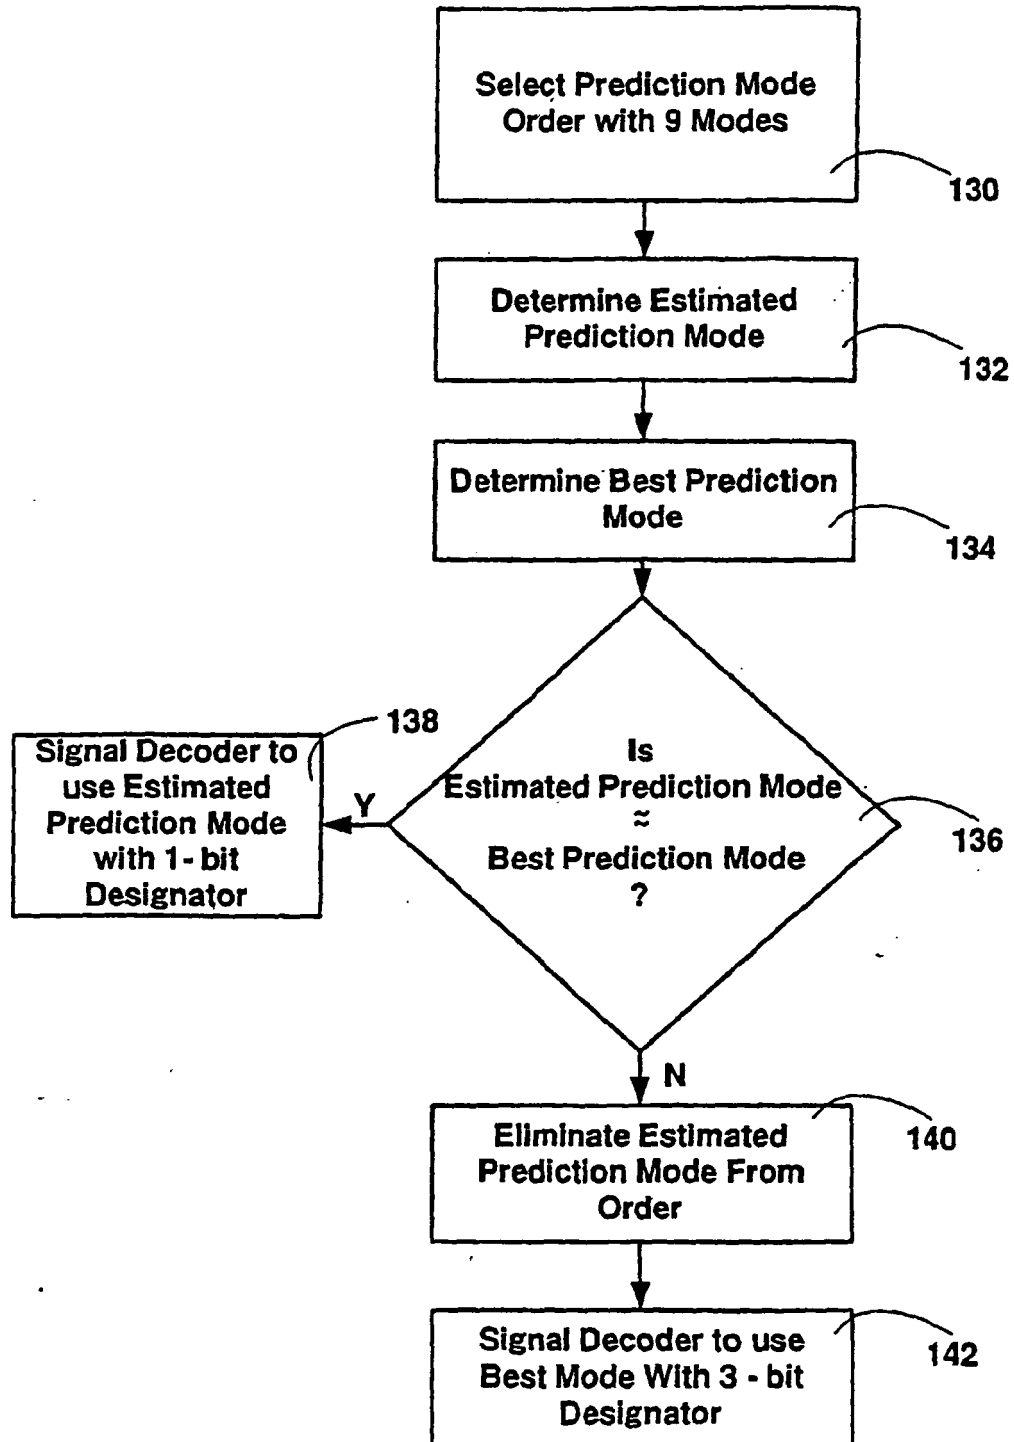 Select Prediction Mode
Order with 9 Modes
130
Determine Estimated
Prediction Mode
132
Determine Best Prediction
Mode
134
138
Signal Decoder to
use Estimated
Prediction Mode
with 1 - bit
Designator
Y
Is
Estimated Prediction Mode
≈
Best Prediction Mode
?
136
N
Eliminate Estimated
Prediction Mode From
Order
140
Signal Decoder to use
Best Mode With 3 - bit
Designator
142